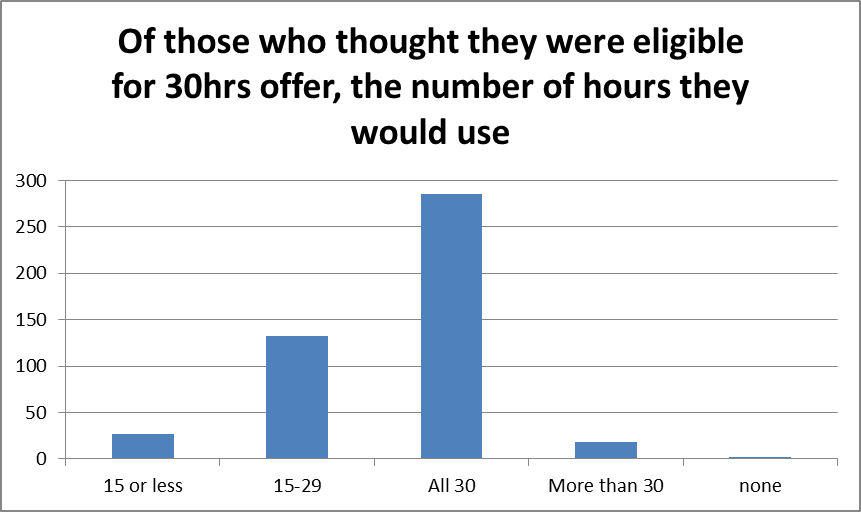 Of those who thought they were eligible
for 30hrs offer, the number of hours they
would use
300
250
200
150
100
50
0
15 or less
15-29
All 30
More than 30
none